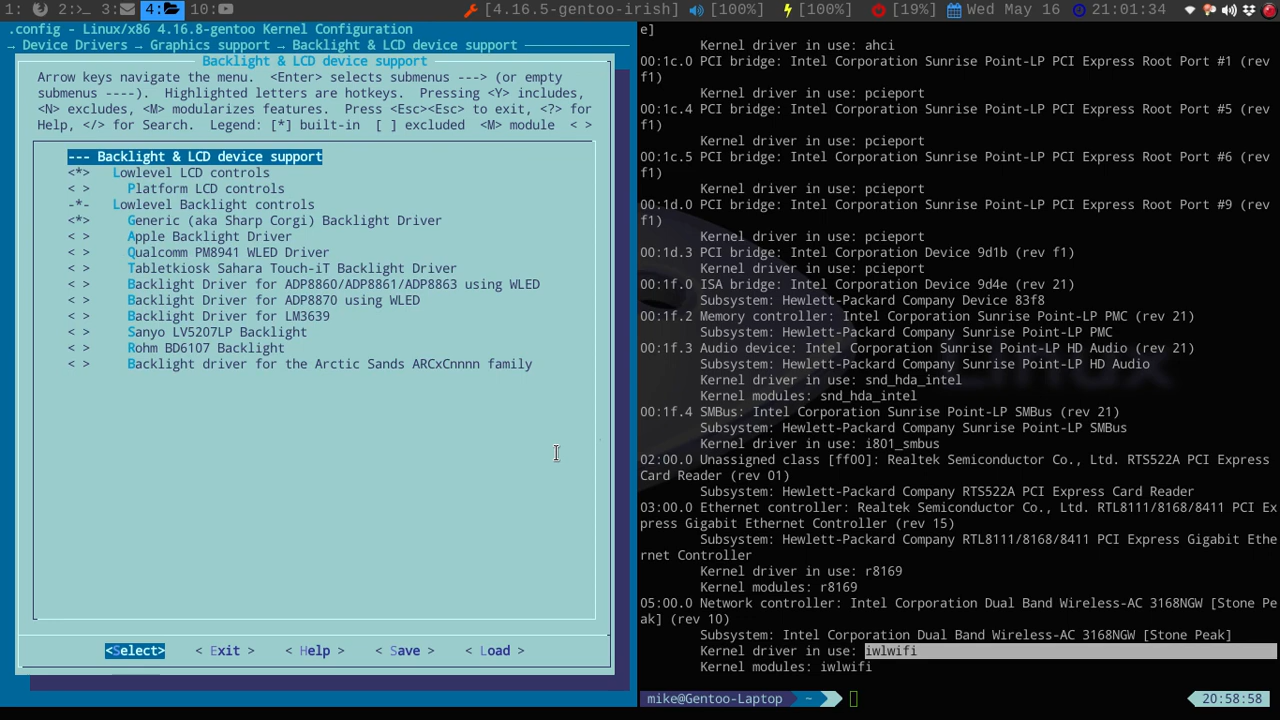 1: 2: 3: 4: 10: [4.16.5-gentoo-irish] [100%] [100%] [19%] Wed May 16 21:01:34
.config - Linux/x86 4.16.8-gentoo Kernel Configuration
→ Device Drivers → Graphics support → Backlight & LCD device support
Backlight & LCD device support
Arrow keys navigate the menu. <Enter> selects submenus ---> (or empty
submenus ----). Highlighted letters are hotkeys. Pressing <Y> includes,
<N> excludes, <M> modularizes features. Press <Esc><Esc> to exit, <?> for
Help, </> for Search. Legend: [*] built-in [ ] excluded <M> module < >
--- Backlight & LCD device support
<*> Lowlevel LCD controls
< > Platform LCD controls
-*- Lowlevel Backlight controls
<*> Generic (aka Sharp Corgi) Backlight Driver
< > Apple Backlight Driver
< > Qualcomm PM8941 WLED Driver
< > Tabletkiosk Sahara Touch-iT Backlight Driver
< > Backlight Driver for ADP8860/ADP8861/ADP8863 using WLED
< > Backlight Driver for ADP8870 using WLED
< > Backlight Driver for LM3639
< > Sanyo LV5207LP Backlight
< > Rohm BD6107 Backlight
< > Backlight driver for the Arctic Sands ARCxCnnnn family
<Select> < Exit > < Help > < Save > < Load >
e]
Kernel driver in use: ahci
00:1c.0 PCI bridge: Intel Corporation Sunrise Point-LP PCI Express Root Port #1 (rev
f1)
Kernel driver in use: pcieport
00:1c.4 PCI bridge: Intel Corporation Sunrise Point-LP PCI Express Root Port #5 (rev
f1)
Kernel driver in use: pcieport
00:1c.5 PCI bridge: Intel Corporation Sunrise Point-LP PCI Express Root Port #6 (rev
f1)
Kernel driver in use: pcieport
00:1d.0 PCI bridge: Intel Corporation Sunrise Point-LP PCI Express Root Port #9 (rev
f1)
Kernel driver in use: pcieport
00:1d.3 PCI bridge: Intel Corporation Device 9d1b (rev f1)
Kernel driver in use: pcieport
00:1f.0 ISA bridge: Intel Corporation Device 9d4e (rev 21)
Subsystem: Hewlett-Packard Company Device 83f8
00:1f.2 Memory controller: Intel Corporation Sunrise Point-LP PMC (rev 21)
Subsystem: Hewlett-Packard Company Sunrise Point-LP PMC
00:1f.3 Audio device: Intel Corporation Sunrise Point-LP HD Audio (rev 21)
Subsystem: Hewlett-Packard Company Sunrise Point-LP HD Audio
Kernel driver in use: snd_hda_intel
Kernel modules: snd_hda_intel
00:1f.4 SMBus: Intel Corporation Sunrise Point-LP SMBus (rev 21)
Subsystem: Hewlett-Packard Company Sunrise Point-LP SMBus
Kernel driver in use: i801_smbus
02:00.0 Unassigned class [ff00]: Realtek Semiconductor Co., Ltd. RTS522A PCI Express
Card Reader (rev 01)
Subsystem: Hewlett-Packard Company RTS522A PCI Express Card Reader
03:00.0 Ethernet controller: Realtek Semiconductor Co., Ltd. RTL8111/8168/8411 PCI Ex
press Gigabit Ethernet Controller (rev 15)
Subsystem: Hewlett-Packard Company RTL8111/8168/8411 PCI Express Gigabit Ethe
rnet Controller
Kernel driver in use: r8169
Kernel modules: r8169
05:00.0 Network controller: Intel Corporation Dual Band Wireless-AC 3168NGW [Stone Pe
ak] (rev 10)
Subsystem: Intel Corporation Dual Band Wireless-AC 3168NGW [Stone Peak]
Kernel driver in use: iwlwifi
Kernel modules: iwlwifi
mike@Gentoo-Laptop ~ 20:58:58